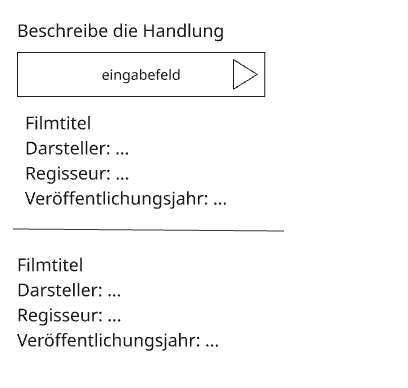 Beschreibe die Handlung
eingabefeld
Filmtitel
Darsteller: ...
Regisseur: ...
Veröffentlichungsjahr: ...
Filmtitel
Darsteller: ...
Regisseur: ...
Veröffentlichungsjahr: ...